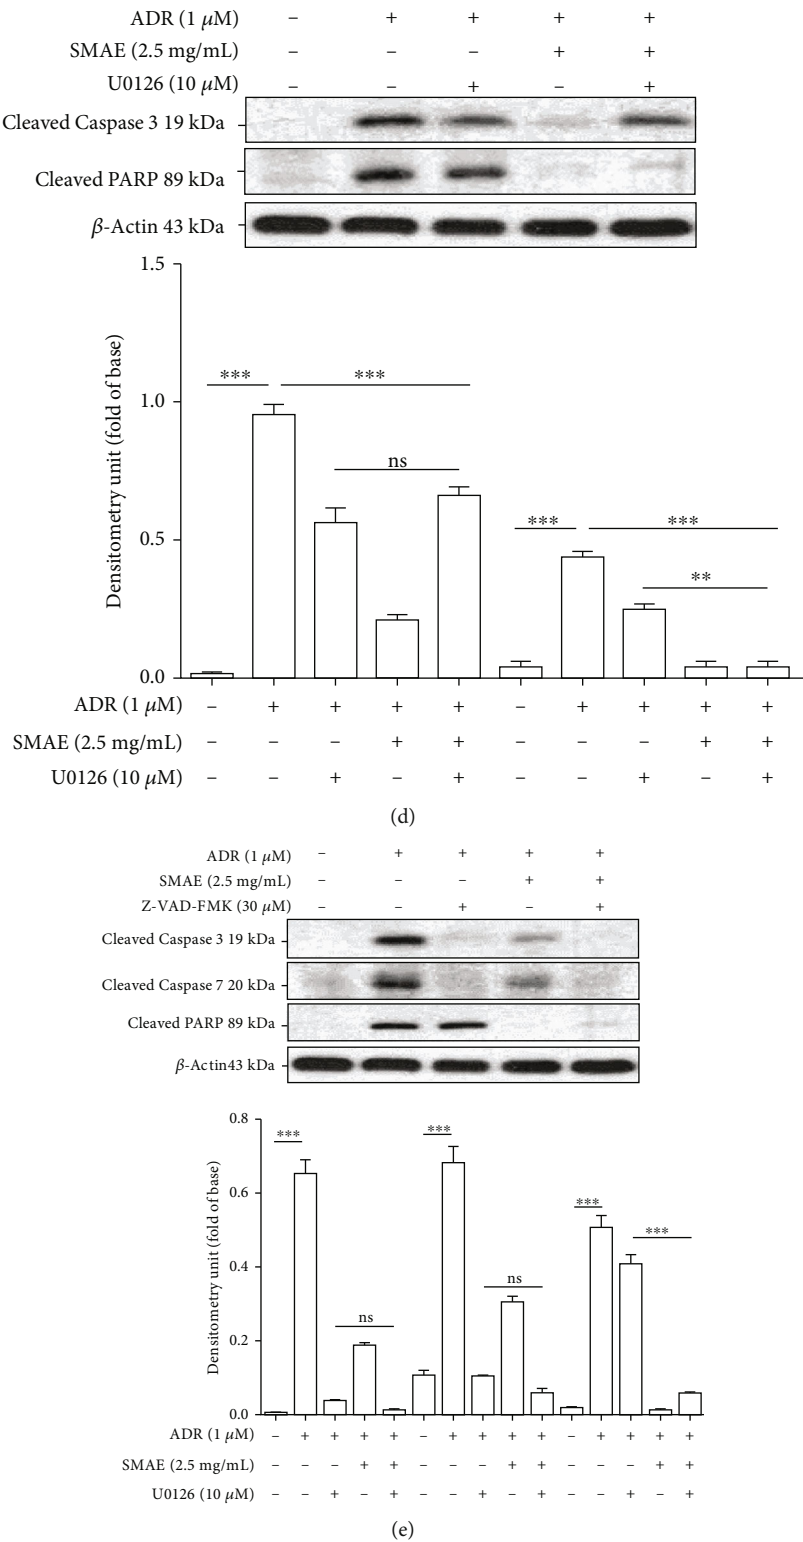 ADR (1 μM) – + + + +
SMAE (2.5 mg/mL) – – – + +
U0126 (10 μM) – – + – +
Cleaved Caspase 3 19 kDa
Cleaved PARP 89 kDa
β-Actin 43 kDa
1.5
1.0
0.5
0.0
Densitometry unit (fold of base)
*** ***
ns
*** ***
**
ADR (1 μM) – + + + + – + + + +
SMAE (2.5 mg/mL) – – – + + – – – + +
U0126 (10 μM) – – + – + – – + – +
(d)
ADR (1 μM) – + + + +
SMAE (2.5 mg/mL) – – – + +
Z-VAD-FMK (30 μM) – – + – +
Cleaved Caspase 3 19 kDa
Cleaved Caspase 7 20 kDa
Cleaved PARP 89 kDa
β-Actin43 kDa
0.8
0.6
0.4
0.2
0.0
Densitometry unit (fold of base)
***
ns
***
ns
***
***
ADR (1 μM) – + + + + – + + + + – + + + +
SMAE (2.5 mg/mL) – – – + + – – – + + – – – + +
U0126 (10 μM) – – + – + – – + – + – – + – +
(e)